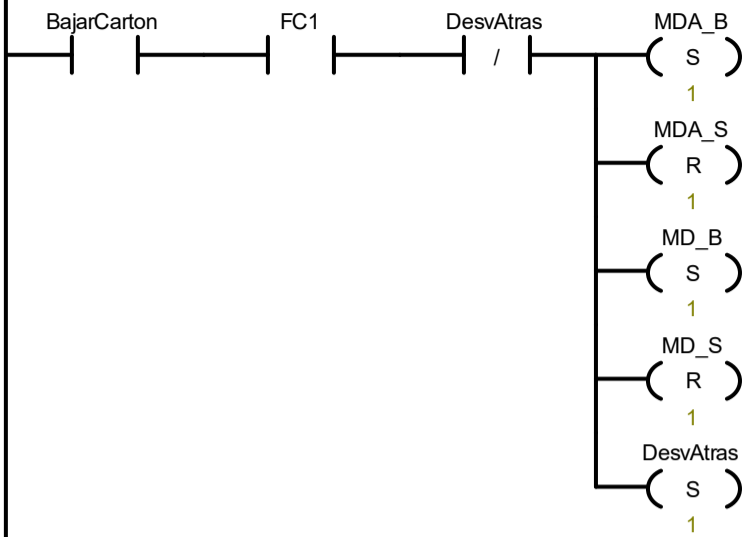 BajarCarton FC1 DesvAtras MDA_B
/ S
1
MDA_S
R
1
MD_B
S
1
MD_S
R
1
DesvAtras
S
1